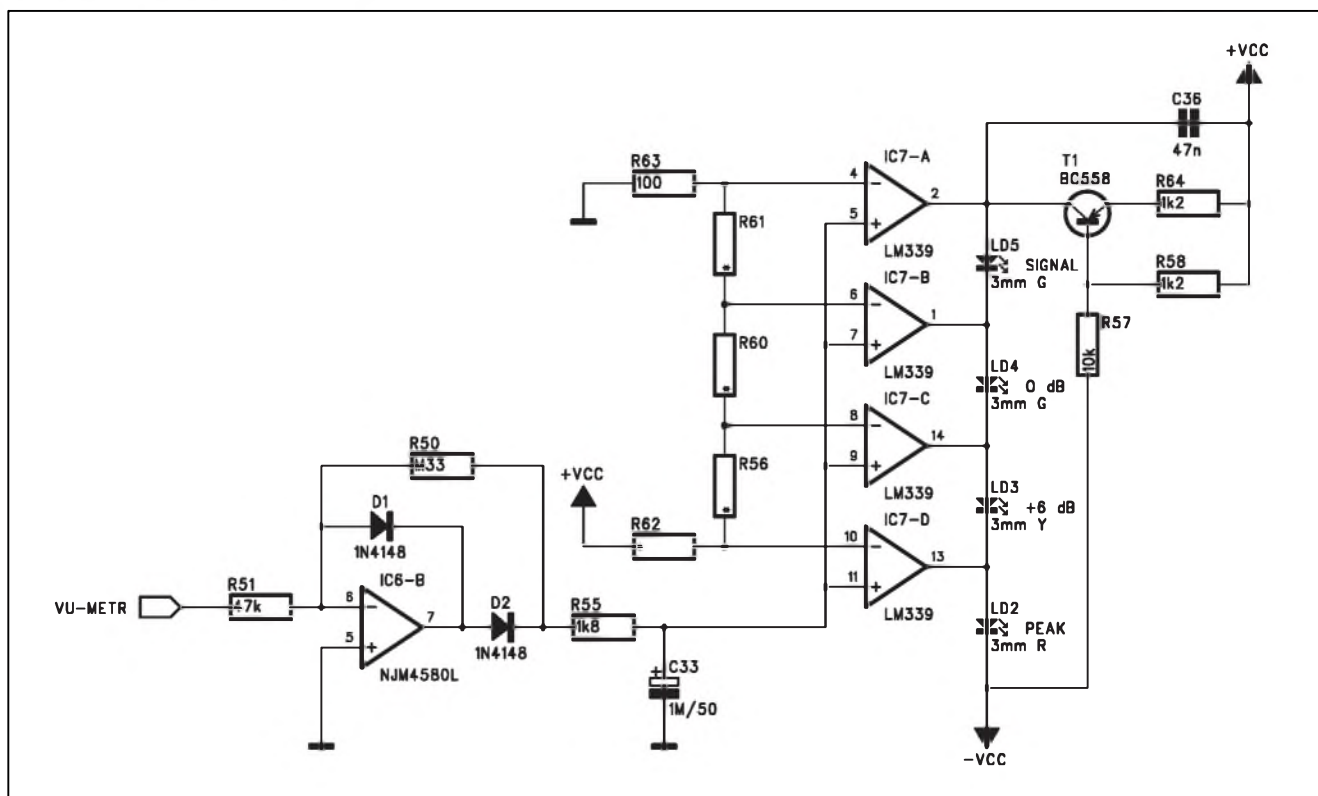 +VCC
C36
47n
T1
BC558
R64
1k2
R58
1k2
R57
10k
R63
100
IC7-A
4
-
5
+
2
LM339
R61
*
IC7-B
6
-
7
+
1
LM339
LD5
SIGNAL
3mm G
R60
*
IC7-C
8
-
9
+
14
LM339
LD4
0 dB
3mm G
R56
*
IC7-D
10
-
11
+
13
LM339
LD3
+6 dB
3mm Y
LD2
PEAK
3mm R
-VCC
+VCC
R62
R50
M33
D1
1N4148
IC6-B
6
-
5
+
7
NJM4580L
VU-METR
R51
47k
D2
1N4148
R55
1k8
+
C33
1M/50